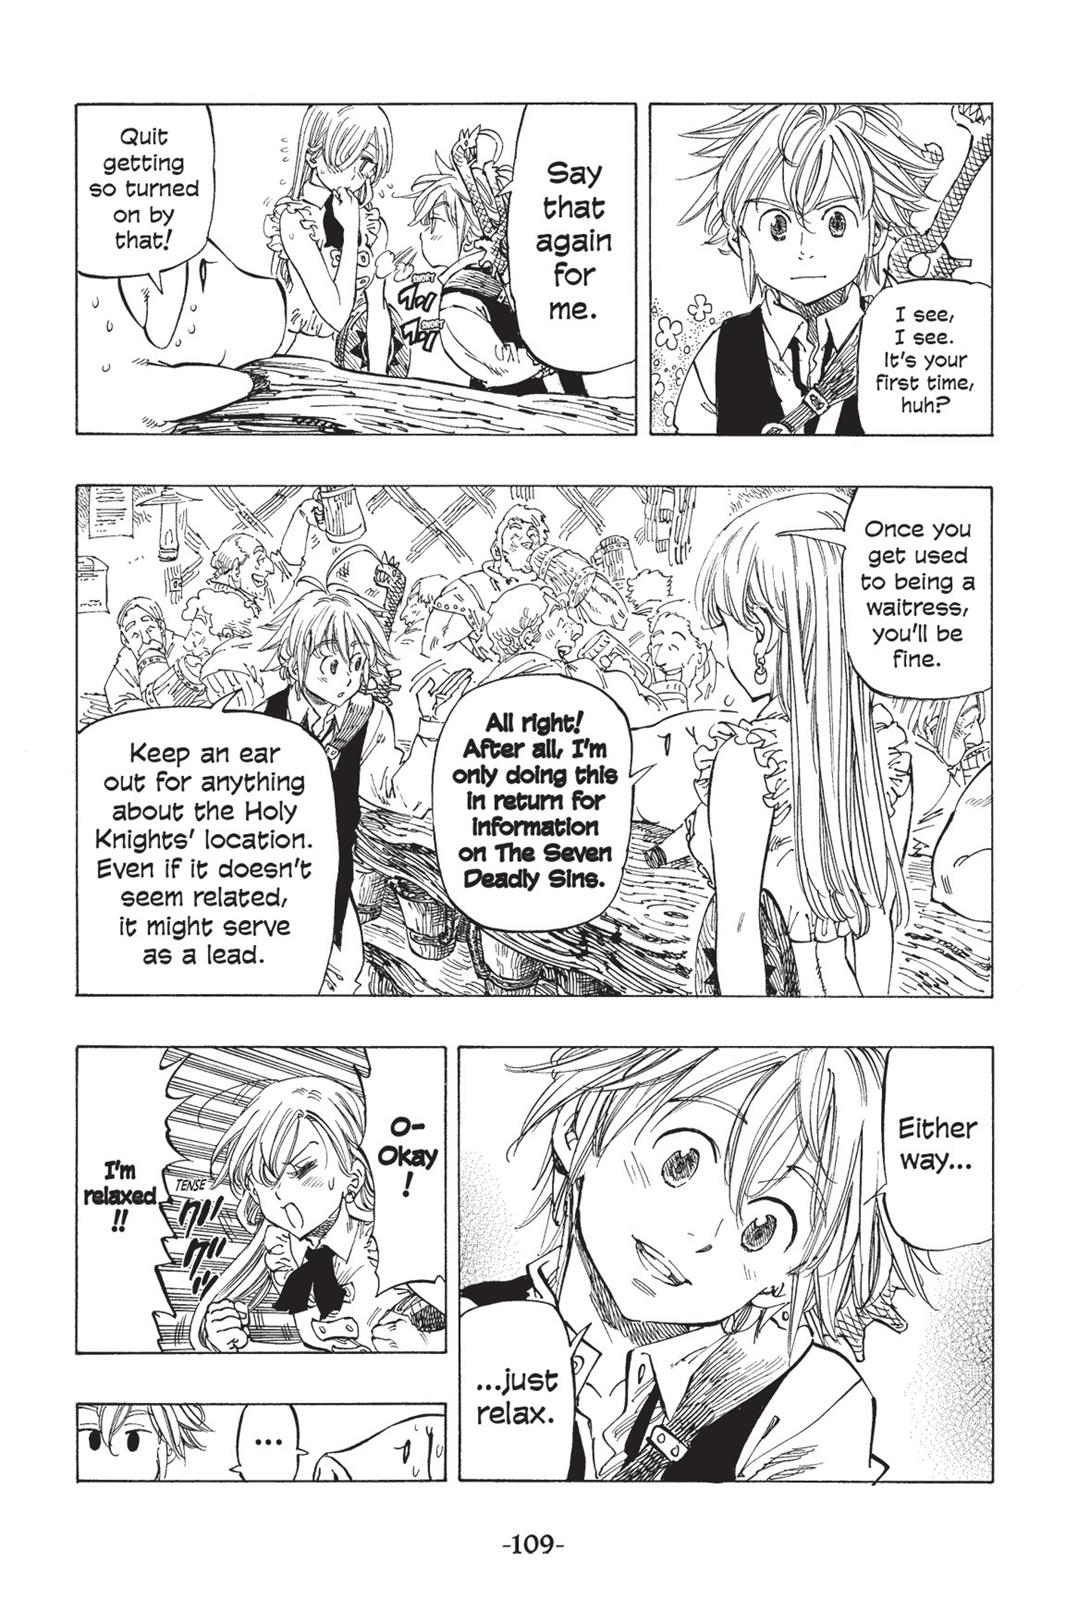 I see,
I see.
It's your
first time,
huh?
Say
that
again
for
me.
SNORT
SNORT
Quit
getting
so turned
on by
that!
Once you
get used
to being a
waitress,
you'll be
fine.
All right!
After all, I'm
only doing this
in return for
information
on The Seven
Deadly Sins.
Keep an ear
out for anything
about the Holy
Knights' location.
Even if it doesn't
seem related,
it might serve
as a lead.
Either
way...
...just
relax.
O-
Okay
!
TENSE
I'm
relaxed
!!
...
-109-